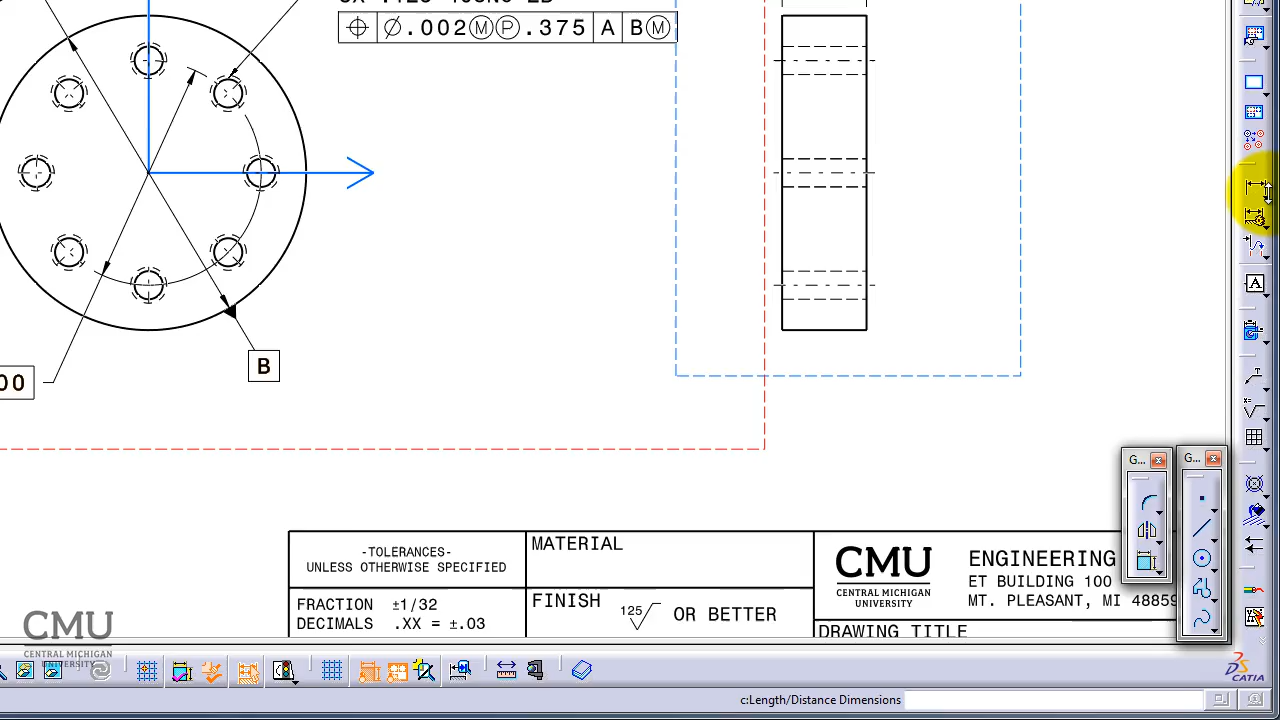 ⌖ ⌀.002Ⓜ Ⓟ.375 A BⓂ
B
00
-TOLERANCES-
UNLESS OTHERWISE SPECIFIED
FRACTION ±1/32
DECIMALS .XX = ±.03
MATERIAL
FINISH 125 OR BETTER
CMU
CENTRAL MICHIGAN
UNIVERSITY
ENGINEERING
ET BUILDING 100
MT. PLEASANT, MI 48859
DRAWING TITLE
G...
G...
A
CMU
CENTRAL MICHIGAN
UNIVERSITY
CATIA
c:Length/Distance Dimensions